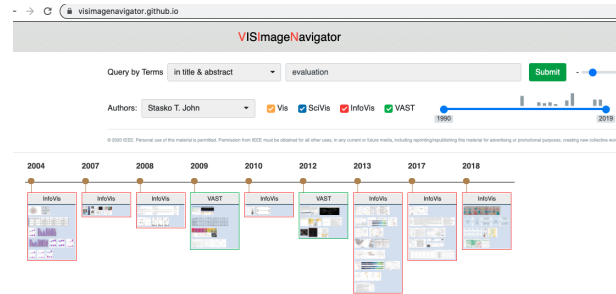 visimagenavigator.github.io
VISImageNavigator
Query by Terms in title & abstract evaluation Submit -
Authors: Stasko T. John Vis SciVis InfoVis VAST
1990 2019
© 2020 IEEE. Personal use of this material is permitted. Permission from IEEE must be obtained for all other uses, in any current or future media, including reprinting/republishing this material for advertising or promotional purposes, creating new collective wor
2004 2007 2008 2009 2010 2012 2013 2017 2018
InfoVis InfoVis InfoVis VAST InfoVis VAST InfoVis InfoVis InfoVis